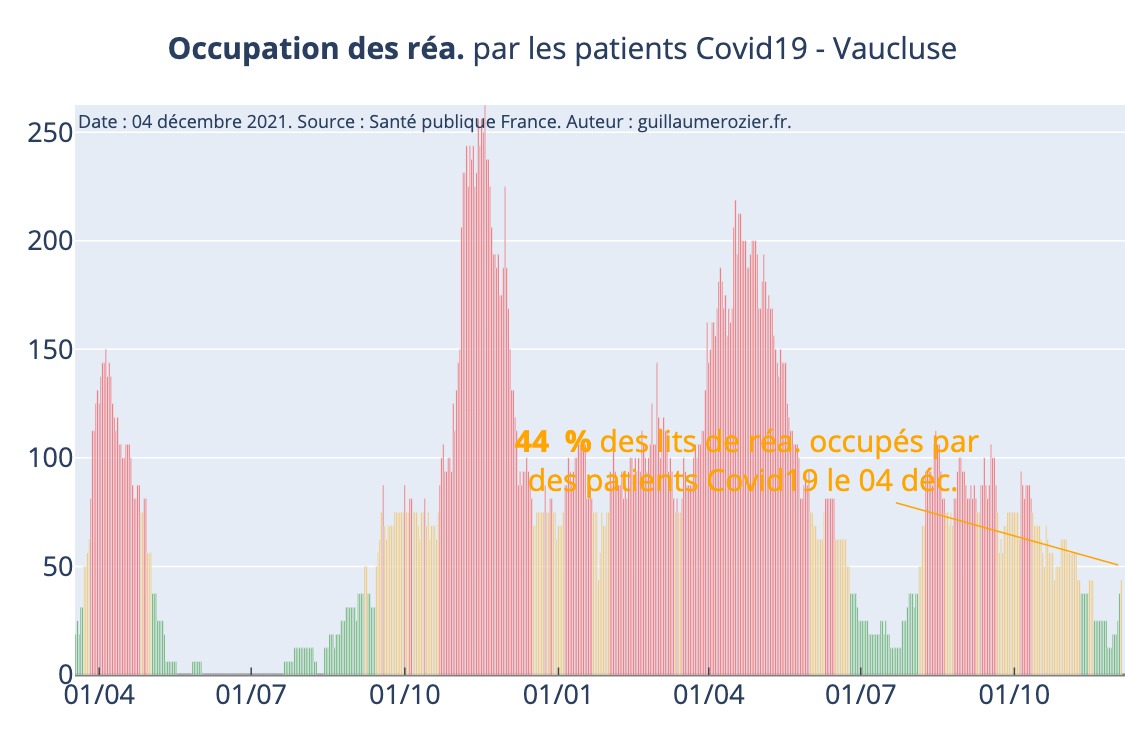 Occupation des réa. par les patients Covid19 - Vaucluse
Date : 04 décembre 2021. Source : Santé publique France. Auteur : guillaumerozier.fr.
250
200
150
100
50
0
44 % des lits de réa. occupés par
des patients Covid19 le 04 déc.
01/04 01/07 01/10 01/01 01/04 01/07 01/10